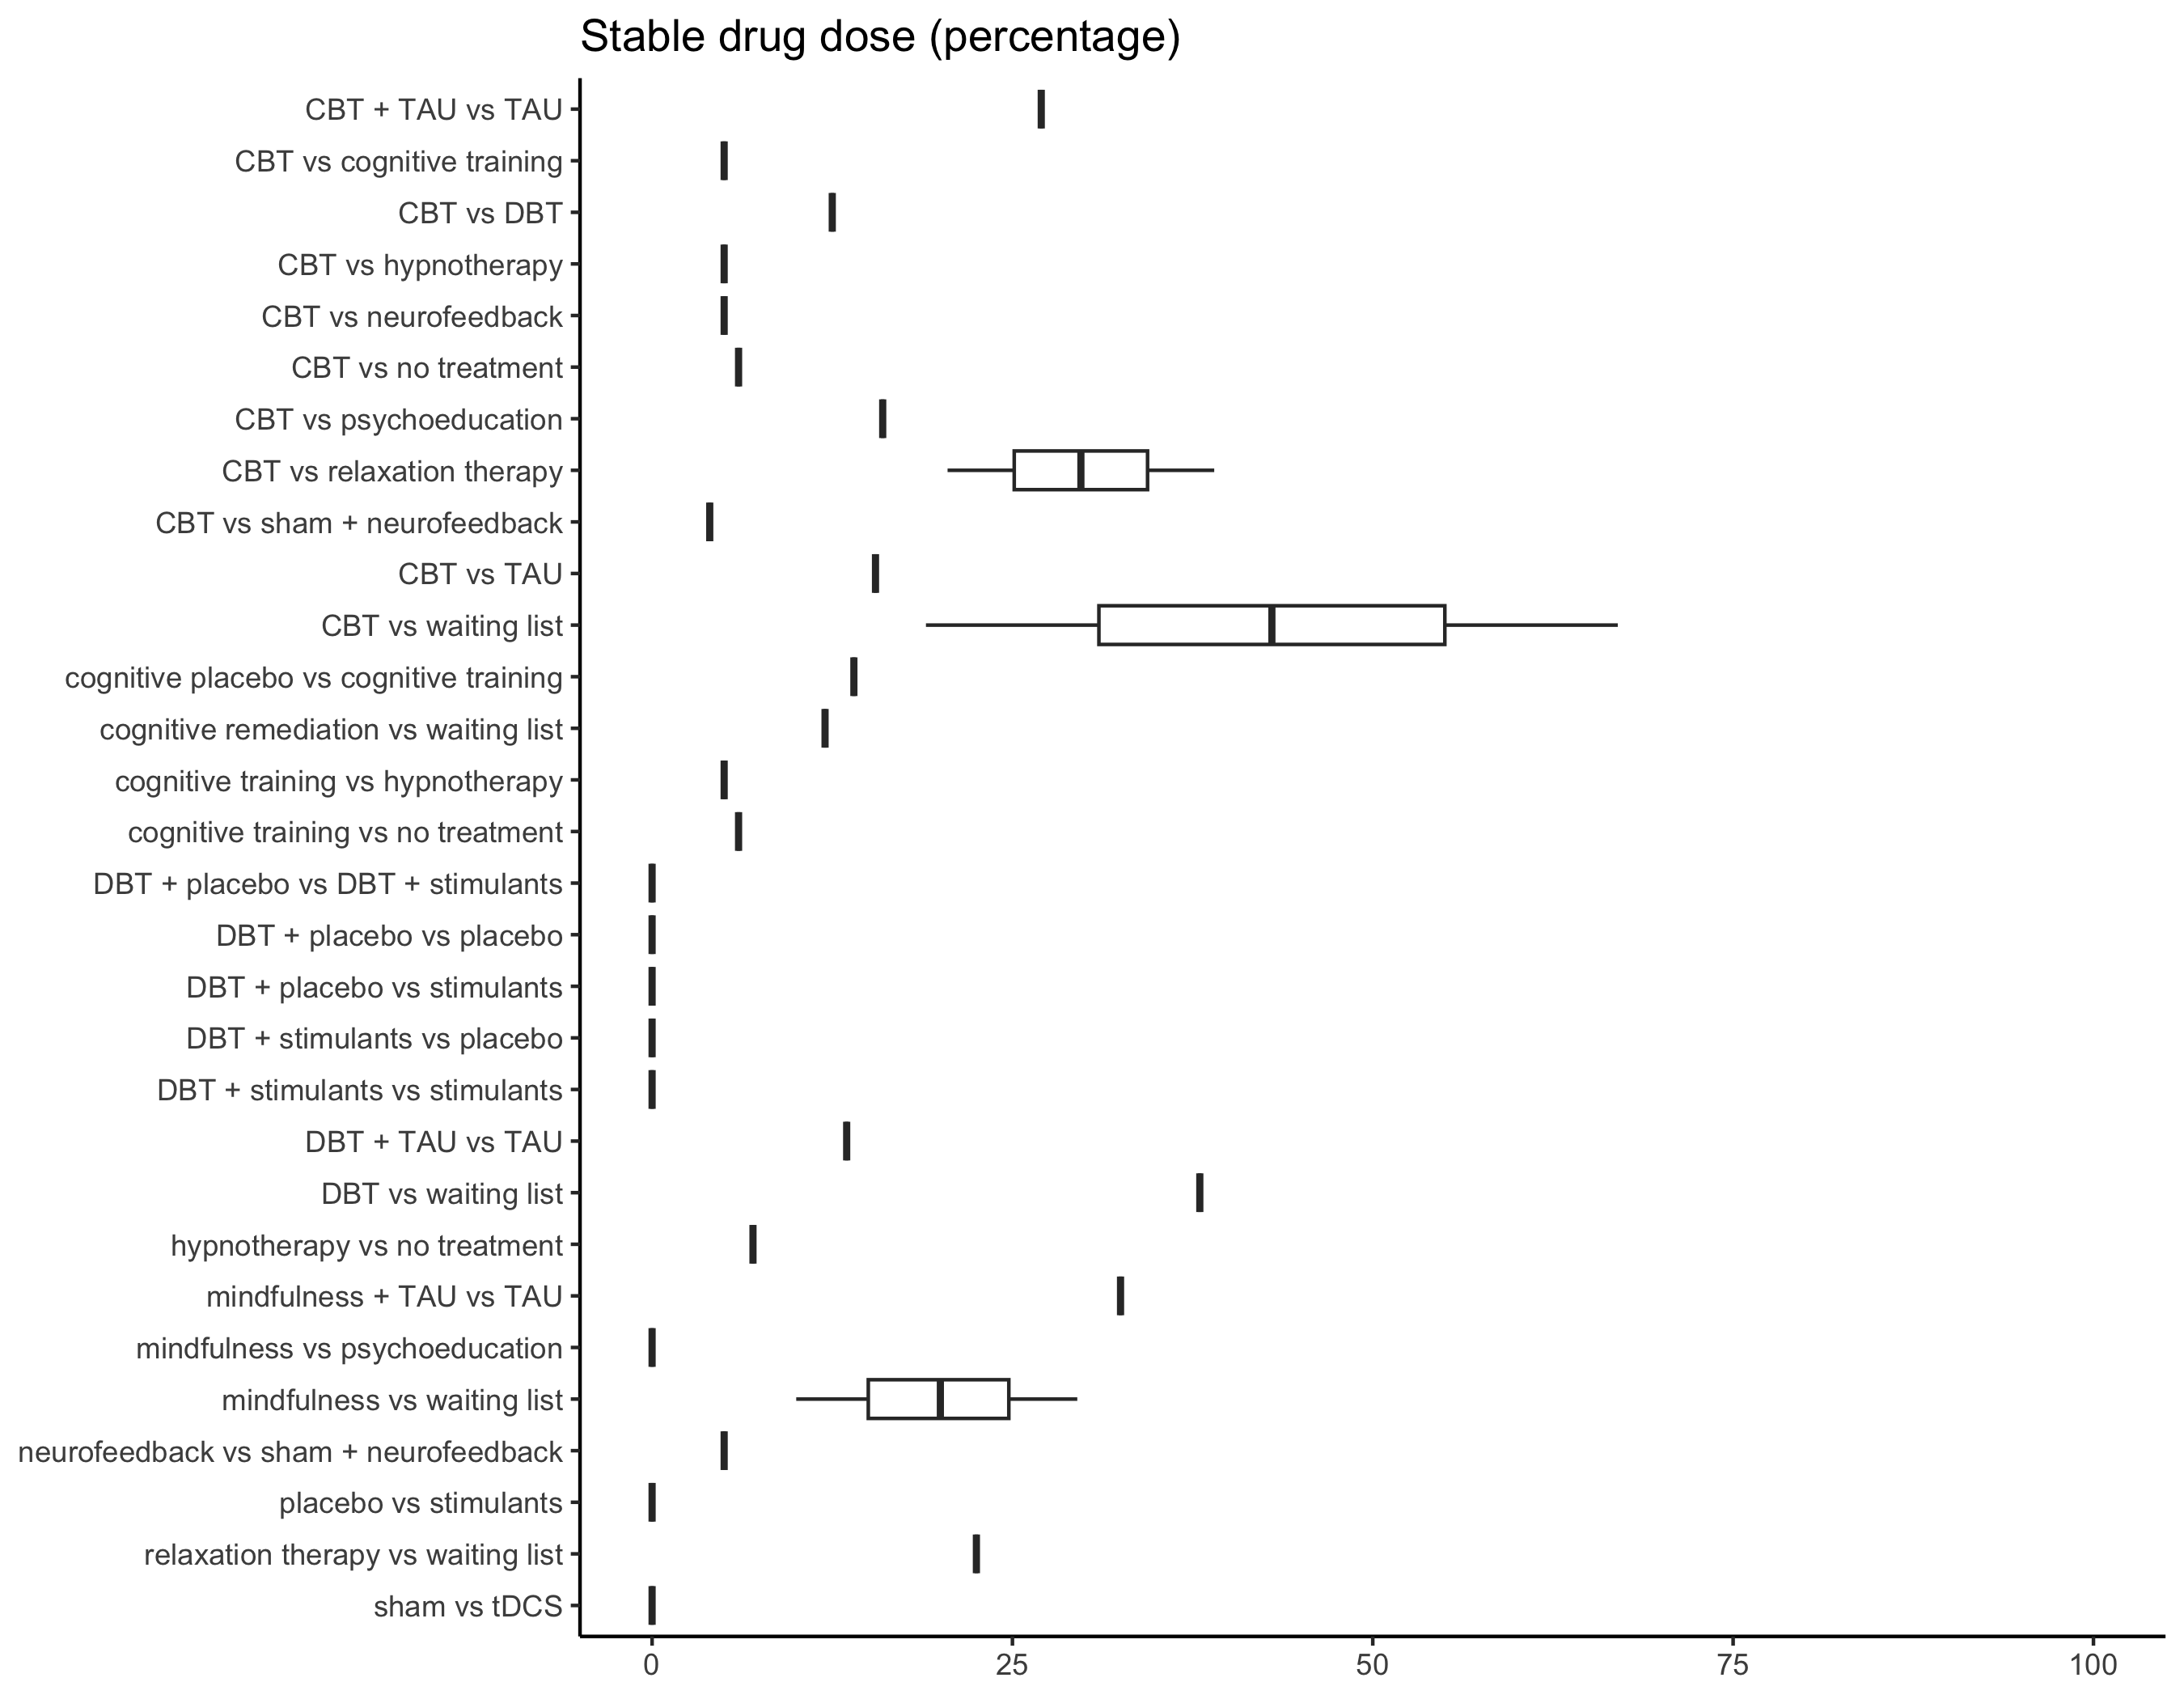 Stable drug dose (percentage)
CBT + TAU vs TAU
CBT vs cognitive training
CBT vs DBT
CBT vs hypnotherapy
CBT vs neurofeedback
CBT vs no treatment
CBT vs psychoeducation
CBT vs relaxation therapy
CBT vs sham + neurofeedback
CBT vs TAU
CBT vs waiting list
cognitive placebo vs cognitive training
cognitive remediation vs waiting list
cognitive training vs hypnotherapy
cognitive training vs no treatment
DBT + placebo vs DBT + stimulants
DBT + placebo vs placebo
DBT + placebo vs stimulants
DBT + stimulants vs placebo
DBT + stimulants vs stimulants
DBT + TAU vs TAU
DBT vs waiting list
hypnotherapy vs no treatment
mindfulness + TAU vs TAU
mindfulness vs psychoeducation
mindfulness vs waiting list
neurofeedback vs sham + neurofeedback
placebo vs stimulants
relaxation therapy vs waiting list
sham vs tDCS
0 25 50 75 100